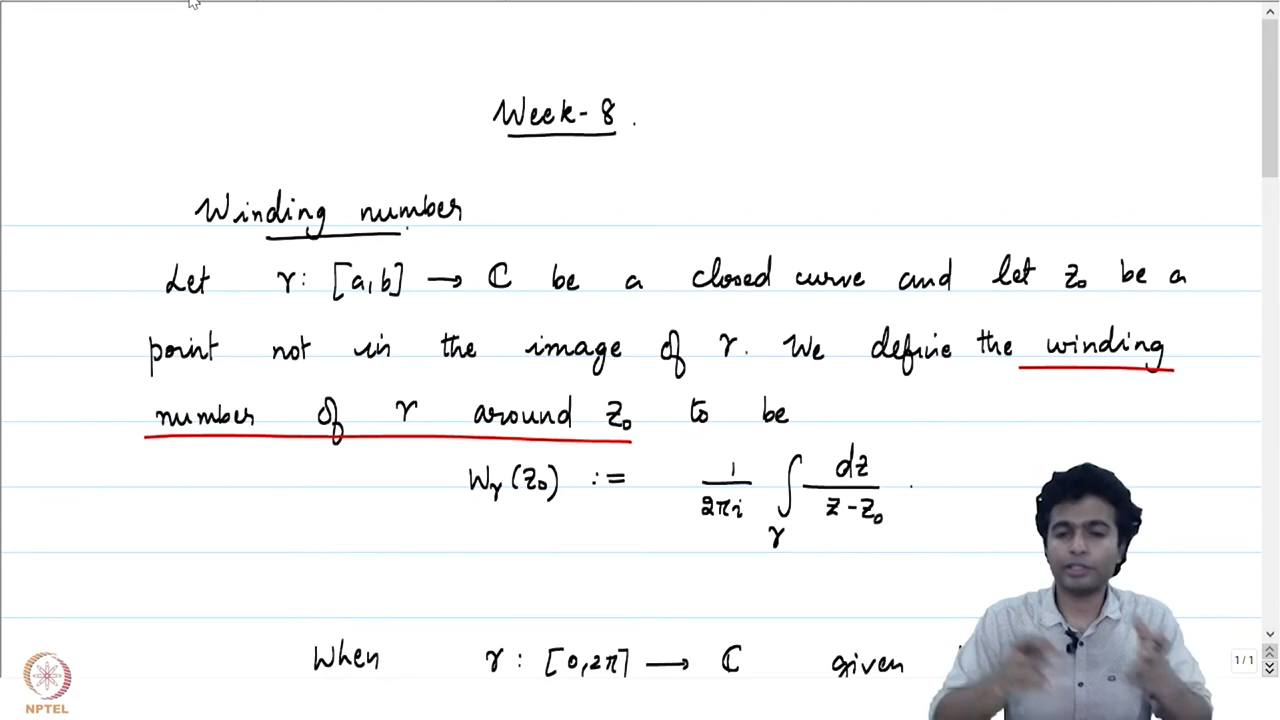 Week-8.
Winding number
Let γ: [a,b] → ℂ be a closed curve and let z₀ be a
point not in the image of γ. We define the winding
number of γ around z₀ to be
W_γ(z₀) := 1/2πi ∫_γ dz/z-z₀ .
When γ: [0,2π] → ℂ given
1/1
NPTEL